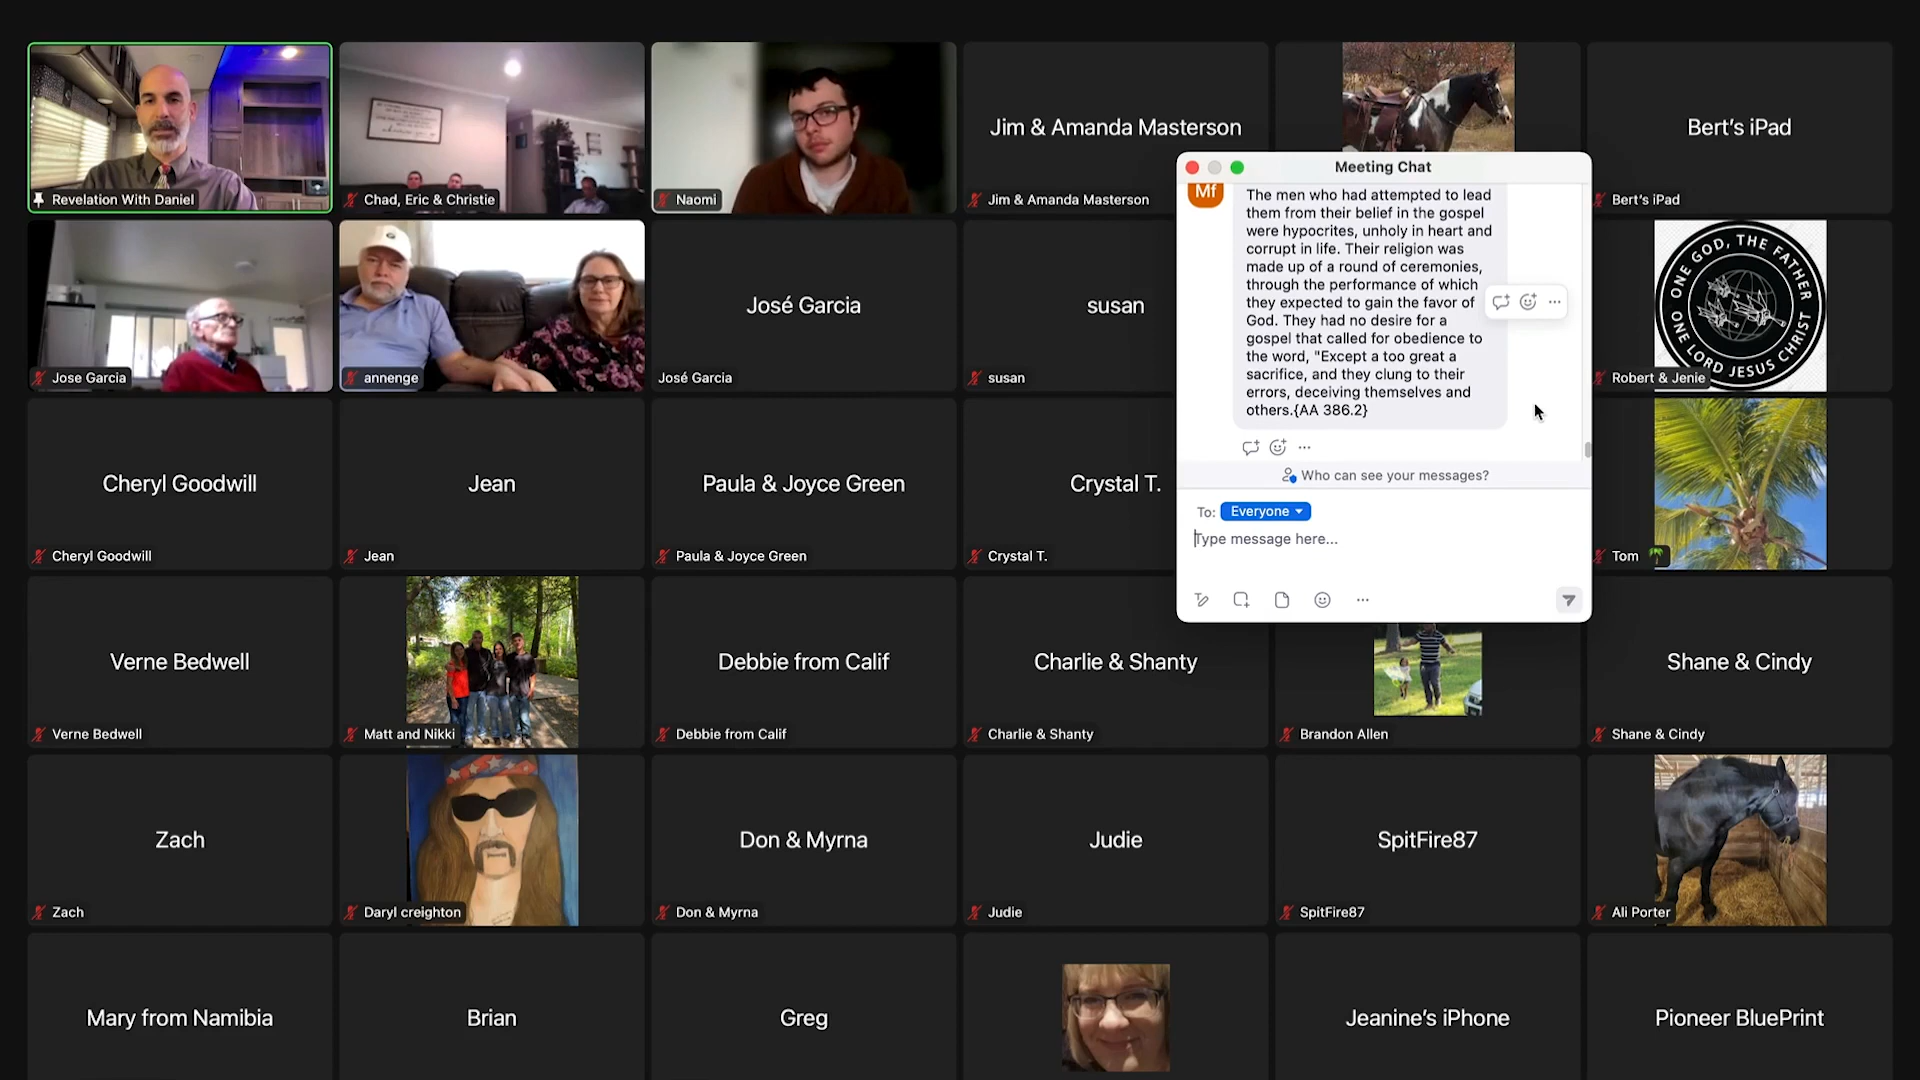 Revelation With Daniel
Chad, Eric & Christie
Naomi
Jim & Amanda Masterson
Jim & Amanda Masterson
Bert’s iPad
Bert’s iPad
Jose Garcia
annenge
José Garcia
José Garcia
susan
susan
ONE GOD, THE FATHER
ONE LORD JESUS CHRIST
Robert & Jenie
Meeting Chat
Mf
The men who had attempted to lead
them from their belief in the gospel
were hypocrites, unholy in heart and
corrupt in life. Their religion was
made up of a round of ceremonies,
through the performance of which
they expected to gain the favor of
God. They had no desire for a
gospel that called for obedience to
the word, "Except a too great a
sacrifice, and they clung to their
errors, deceiving themselves and
others.{AA 386.2}
Who can see your messages?
To: Everyone
Type message here...
Cheryl Goodwill
Cheryl Goodwill
Jean
Jean
Paula & Joyce Green
Paula & Joyce Green
Crystal T.
Crystal T.
Tom
Verne Bedwell
Verne Bedwell
Matt and Nikki
Debbie from Calif
Debbie from Calif
Charlie & Shanty
Charlie & Shanty
Brandon Allen
Shane & Cindy
Shane & Cindy
Zach
Zach
Daryl creighton
Don & Myrna
Don & Myrna
Judie
Judie
SpitFire87
SpitFire87
Ali Porter
Mary from Namibia
Brian
Greg
Jeanine’s iPhone
Pioneer BluePrint